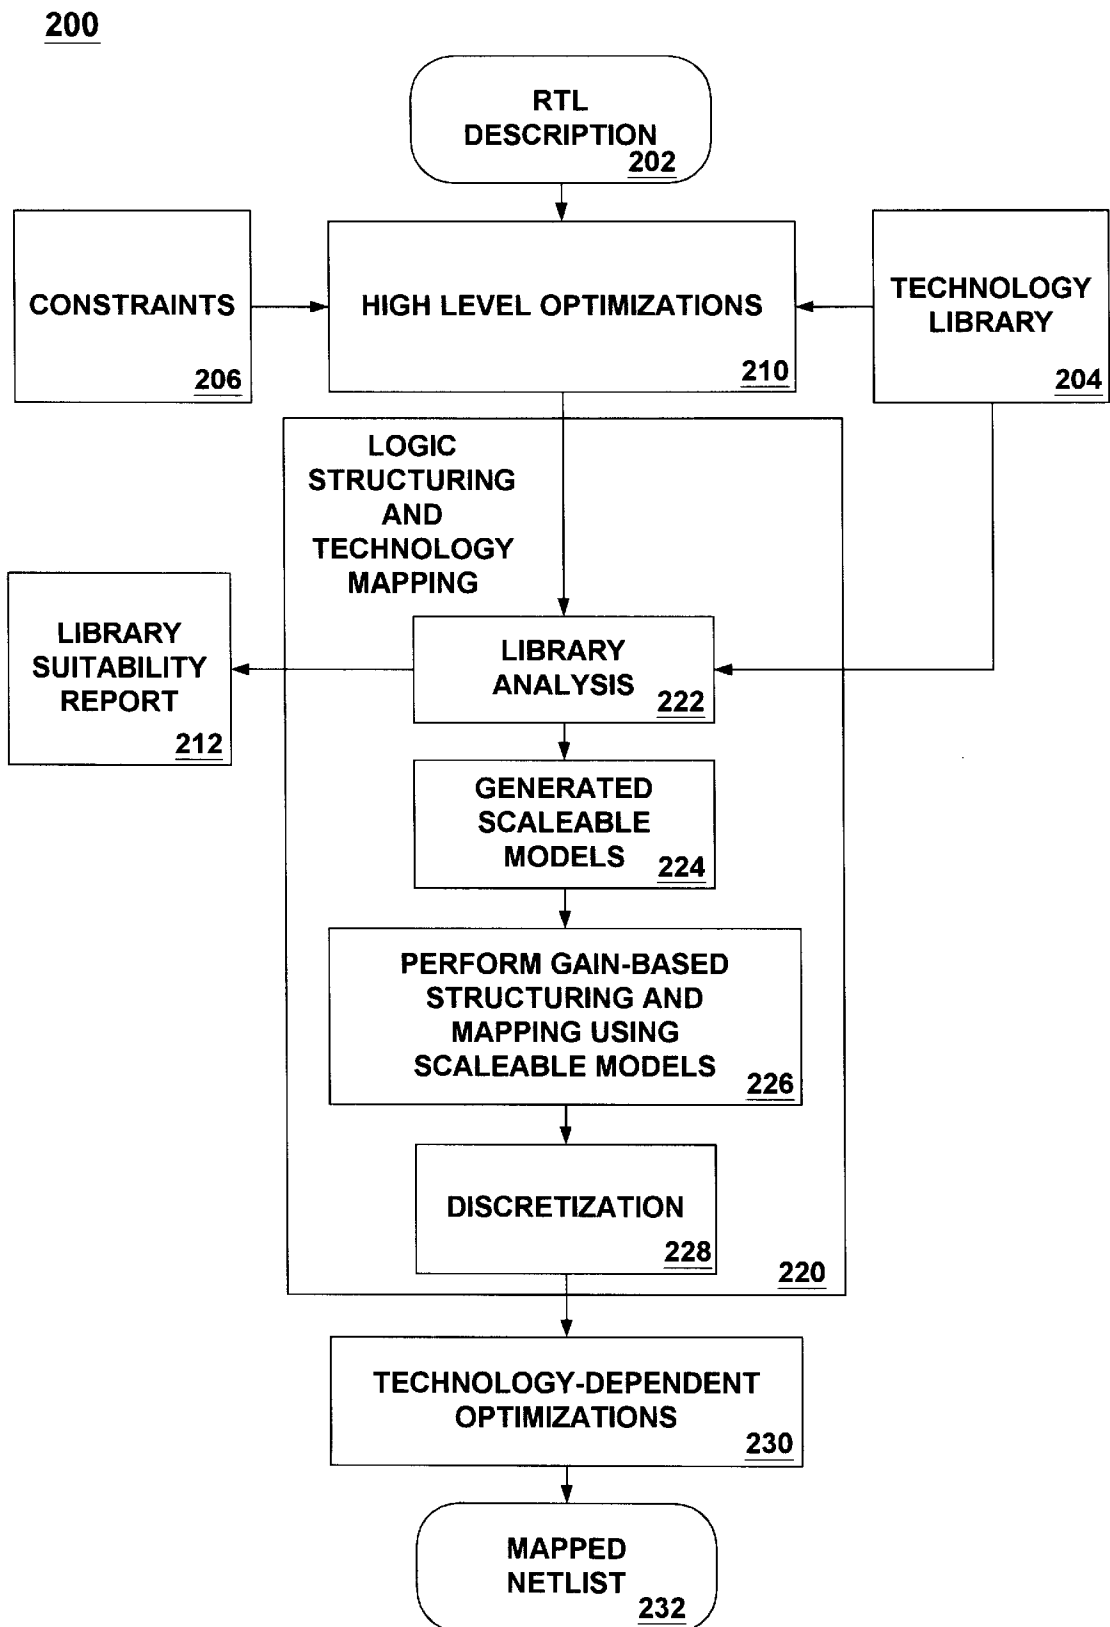 200
RTL
DESCRIPTION
202
CONSTRAINTS
206
HIGH LEVEL OPTIMIZATIONS
210
TECHNOLOGY
LIBRARY
204
LOGIC
STRUCTURING
AND
TECHNOLOGY
MAPPING
LIBRARY
SUITABILITY
REPORT
212
LIBRARY
ANALYSIS
222
GENERATED
SCALEABLE
MODELS
224
PERFORM GAIN-BASED
STRUCTURING AND
MAPPING USING
SCALEABLE MODELS
226
DISCRETIZATION
228
220
TECHNOLOGY-DEPENDENT
OPTIMIZATIONS
230
MAPPED
NETLIST
232